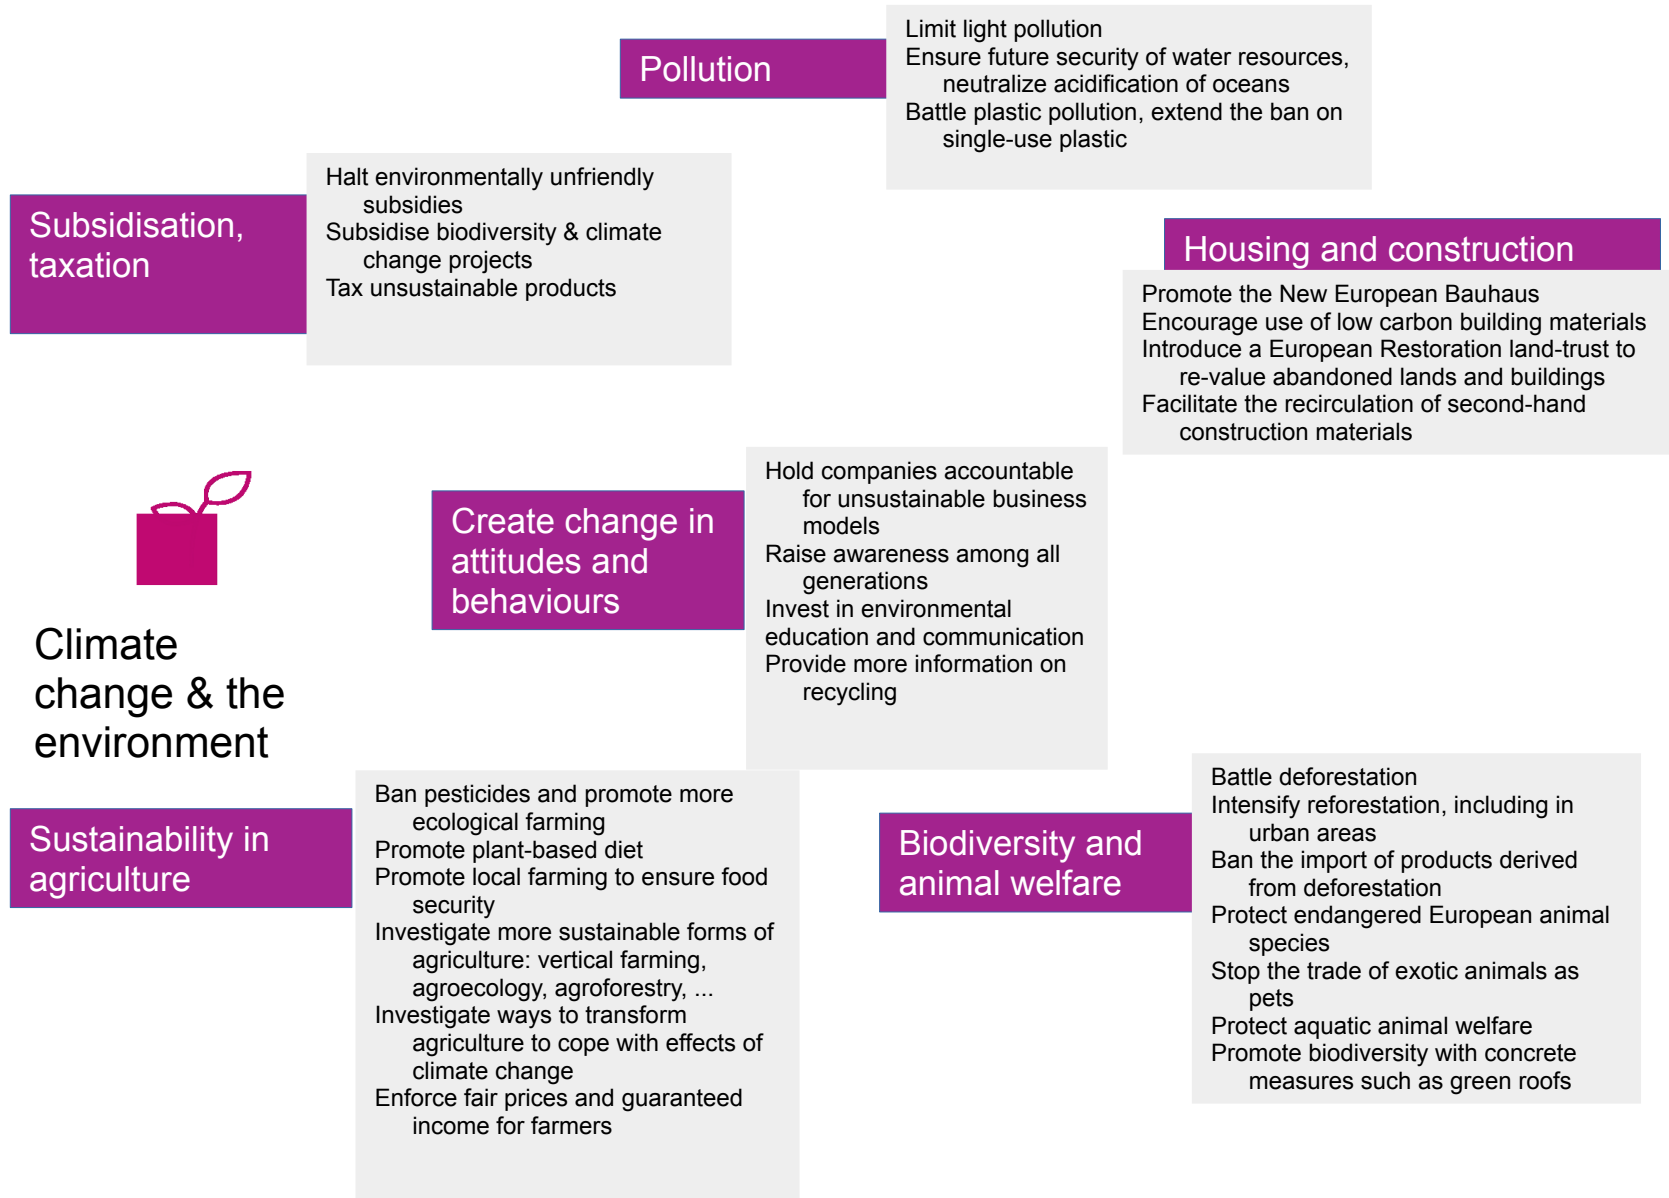 Pollution
Limit light pollution
Ensure future security of water resources,
neutralize acidification of oceans
Battle plastic pollution, extend the ban on
single-use plastic
Subsidisation,
taxation
Halt environmentally unfriendly
subsidies
Subsidise biodiversity & climate
change projects
Tax unsustainable products
Housing and construction
Promote the New European Bauhaus
Encourage use of low carbon building materials
Introduce a European Restoration land-trust to
re-value abandoned lands and buildings
Facilitate the recirculation of second-hand
construction materials
Climate
change & the
environment
Create change in
attitudes and
behaviours
Hold companies accountable
for unsustainable business
models
Raise awareness among all
generations
Invest in environmental
education and communication
Provide more information on
recycling
Sustainability in
agriculture
Ban pesticides and promote more
ecological farming
Promote plant-based diet
Promote local farming to ensure food
security
Investigate more sustainable forms of
agriculture: vertical farming,
agroecology, agroforestry, ...
Investigate ways to transform
agriculture to cope with effects of
climate change
Enforce fair prices and guaranteed
income for farmers
Biodiversity and
animal welfare
Battle deforestation
Intensify reforestation, including in
urban areas
Ban the import of products derived
from deforestation
Protect endangered European animal
species
Stop the trade of exotic animals as
pets
Protect aquatic animal welfare
Promote biodiversity with concrete
measures such as green roofs